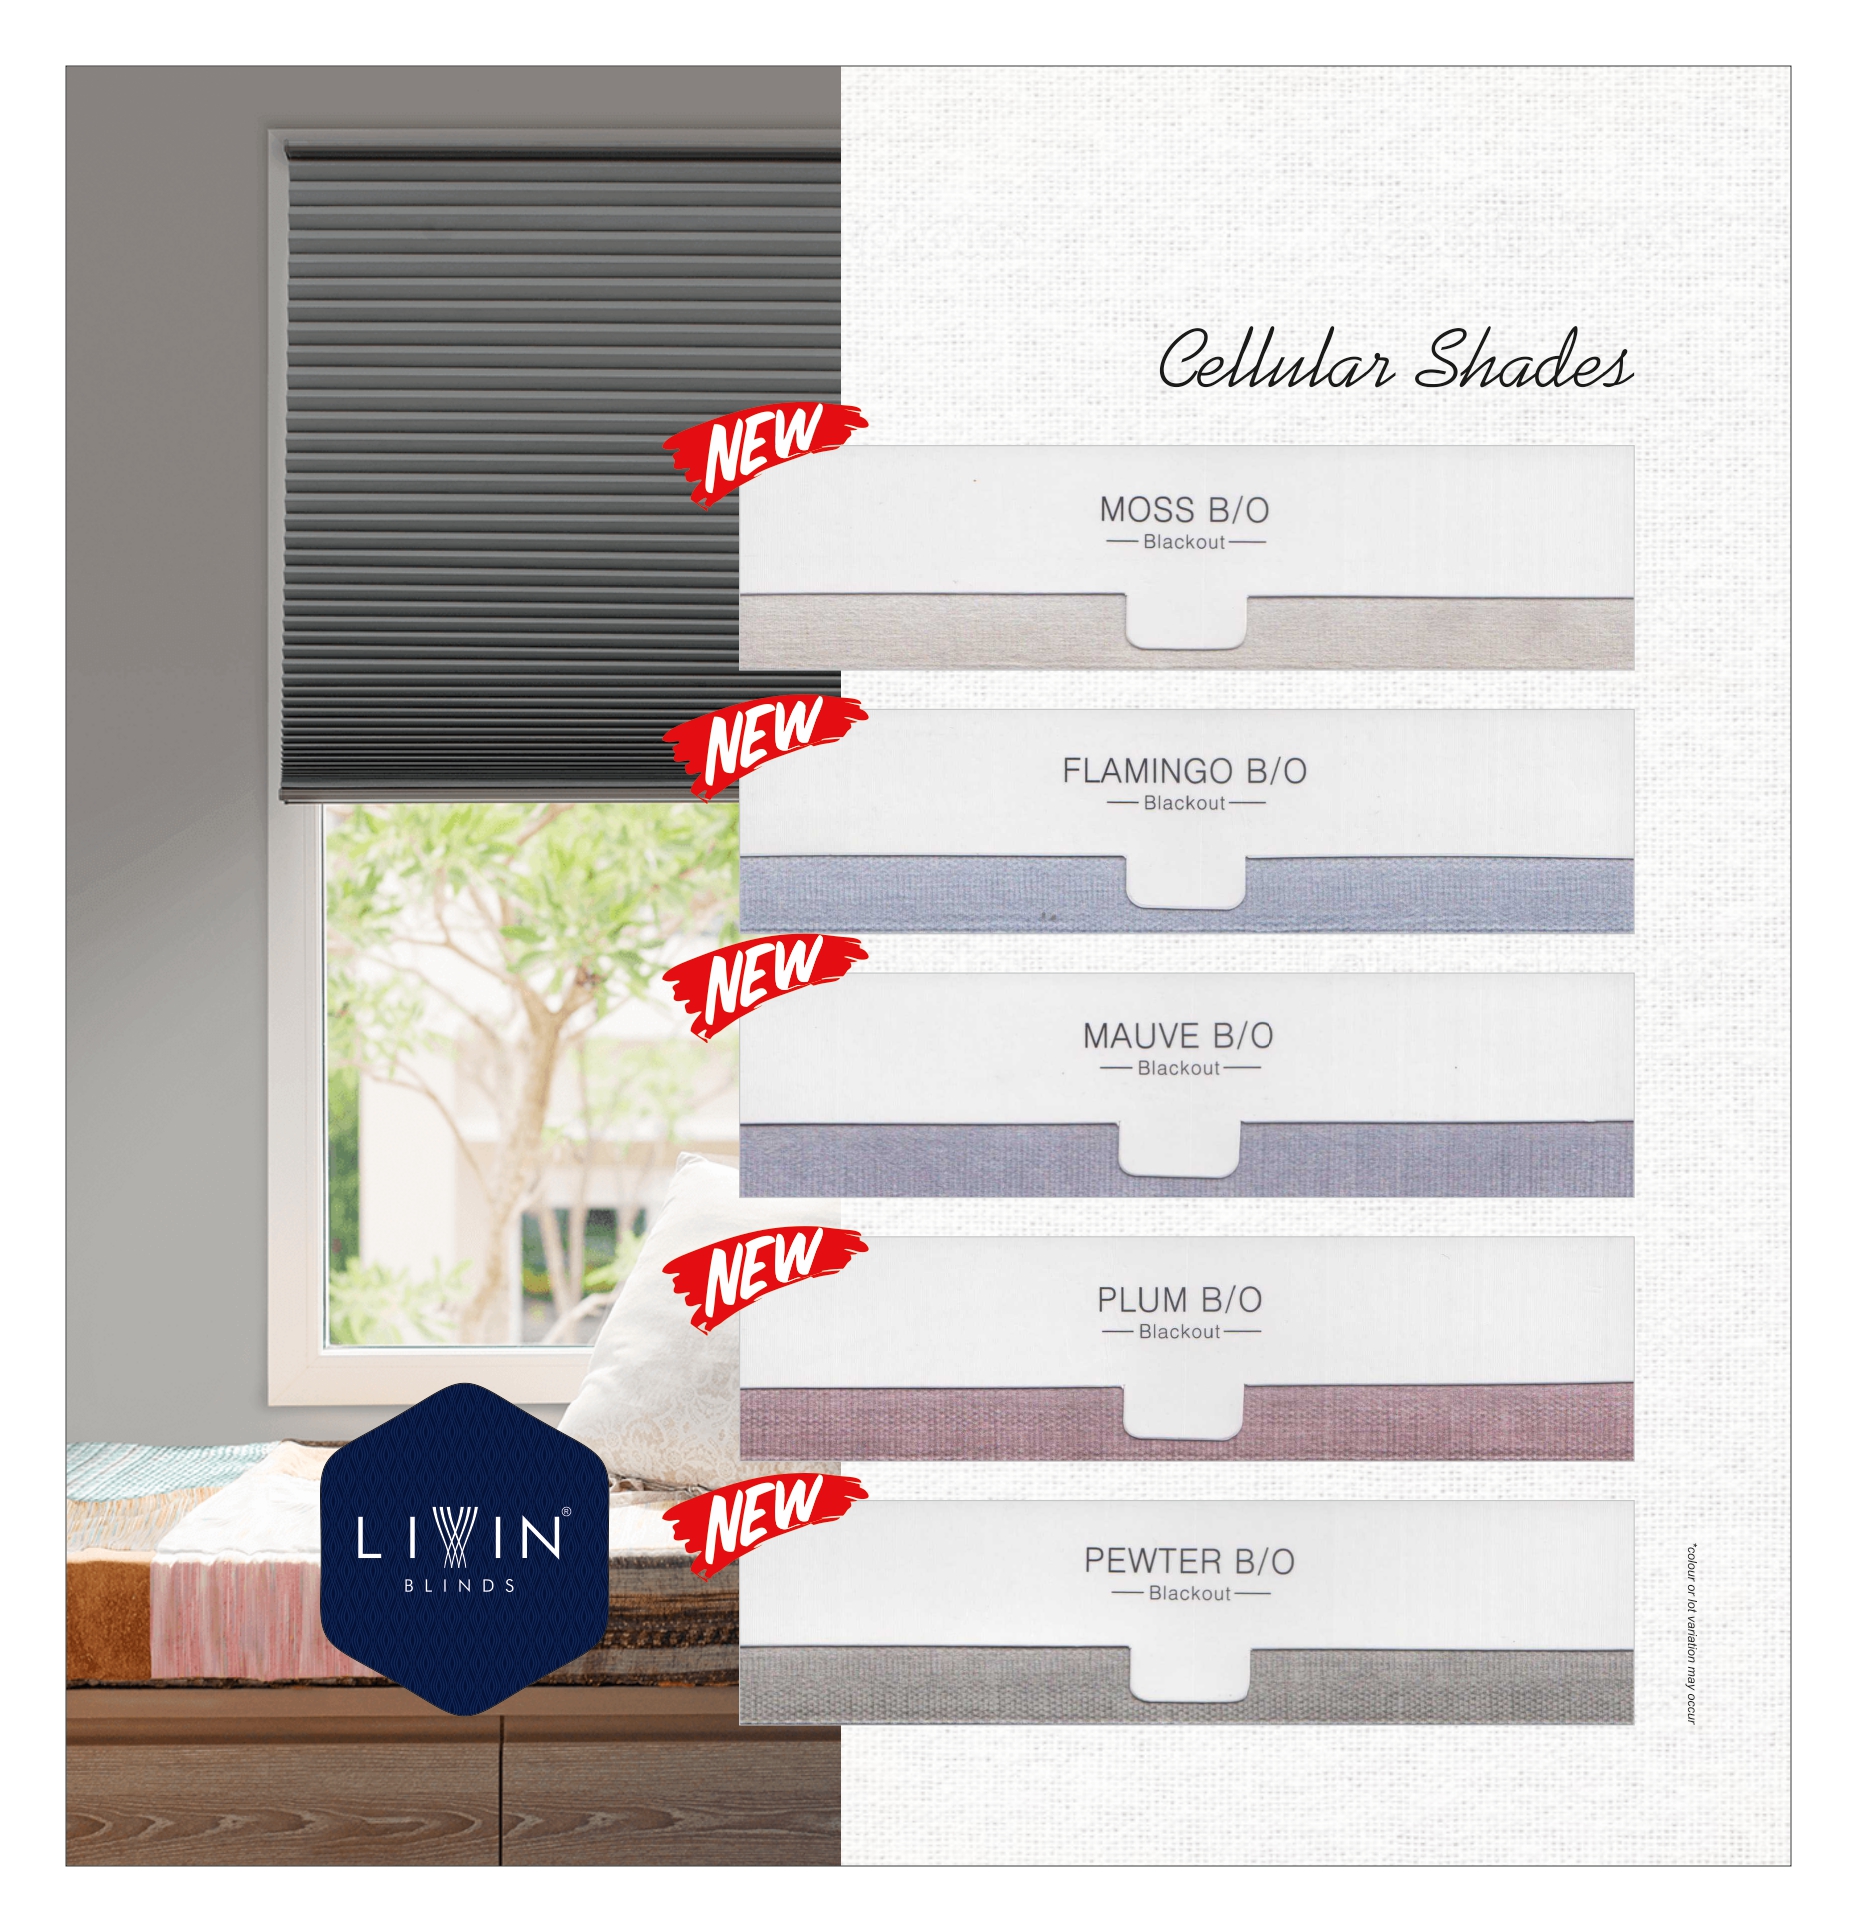 Cellular Shades
NEW
MOSS B/O
Blackout
NEW
FLAMINGO B/O
Blackout
NEW
MAUVE B/O
Blackout
NEW
PLUM B/O
Blackout
NEW
PEWTER B/O
Blackout
LIVIN®
BLINDS
*colour or lot variation may occur